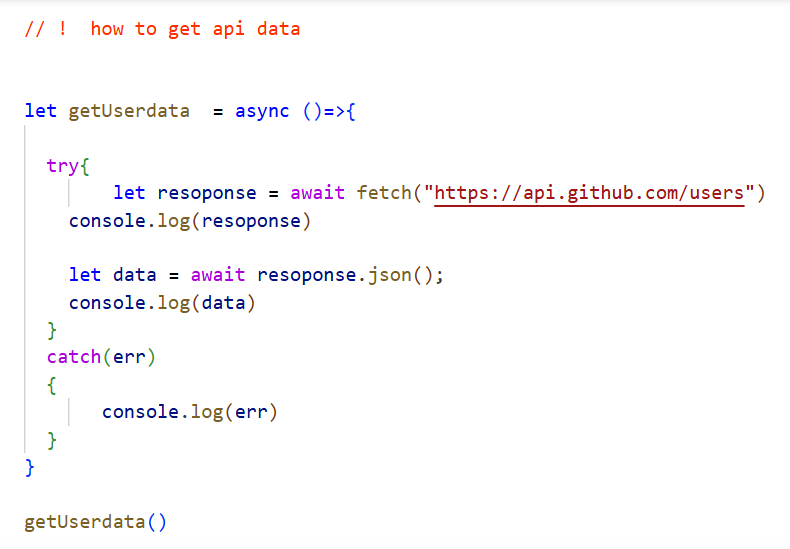 // !  how to get api data
let getUserdata  = async ()=>{
try{
let resoponse = await fetch("https://api.github.com/users")
console.log(resoponse)
let data = await resoponse.json();
console.log(data)
}
catch(err)
{
console.log(err)
}
}
getUserdata()